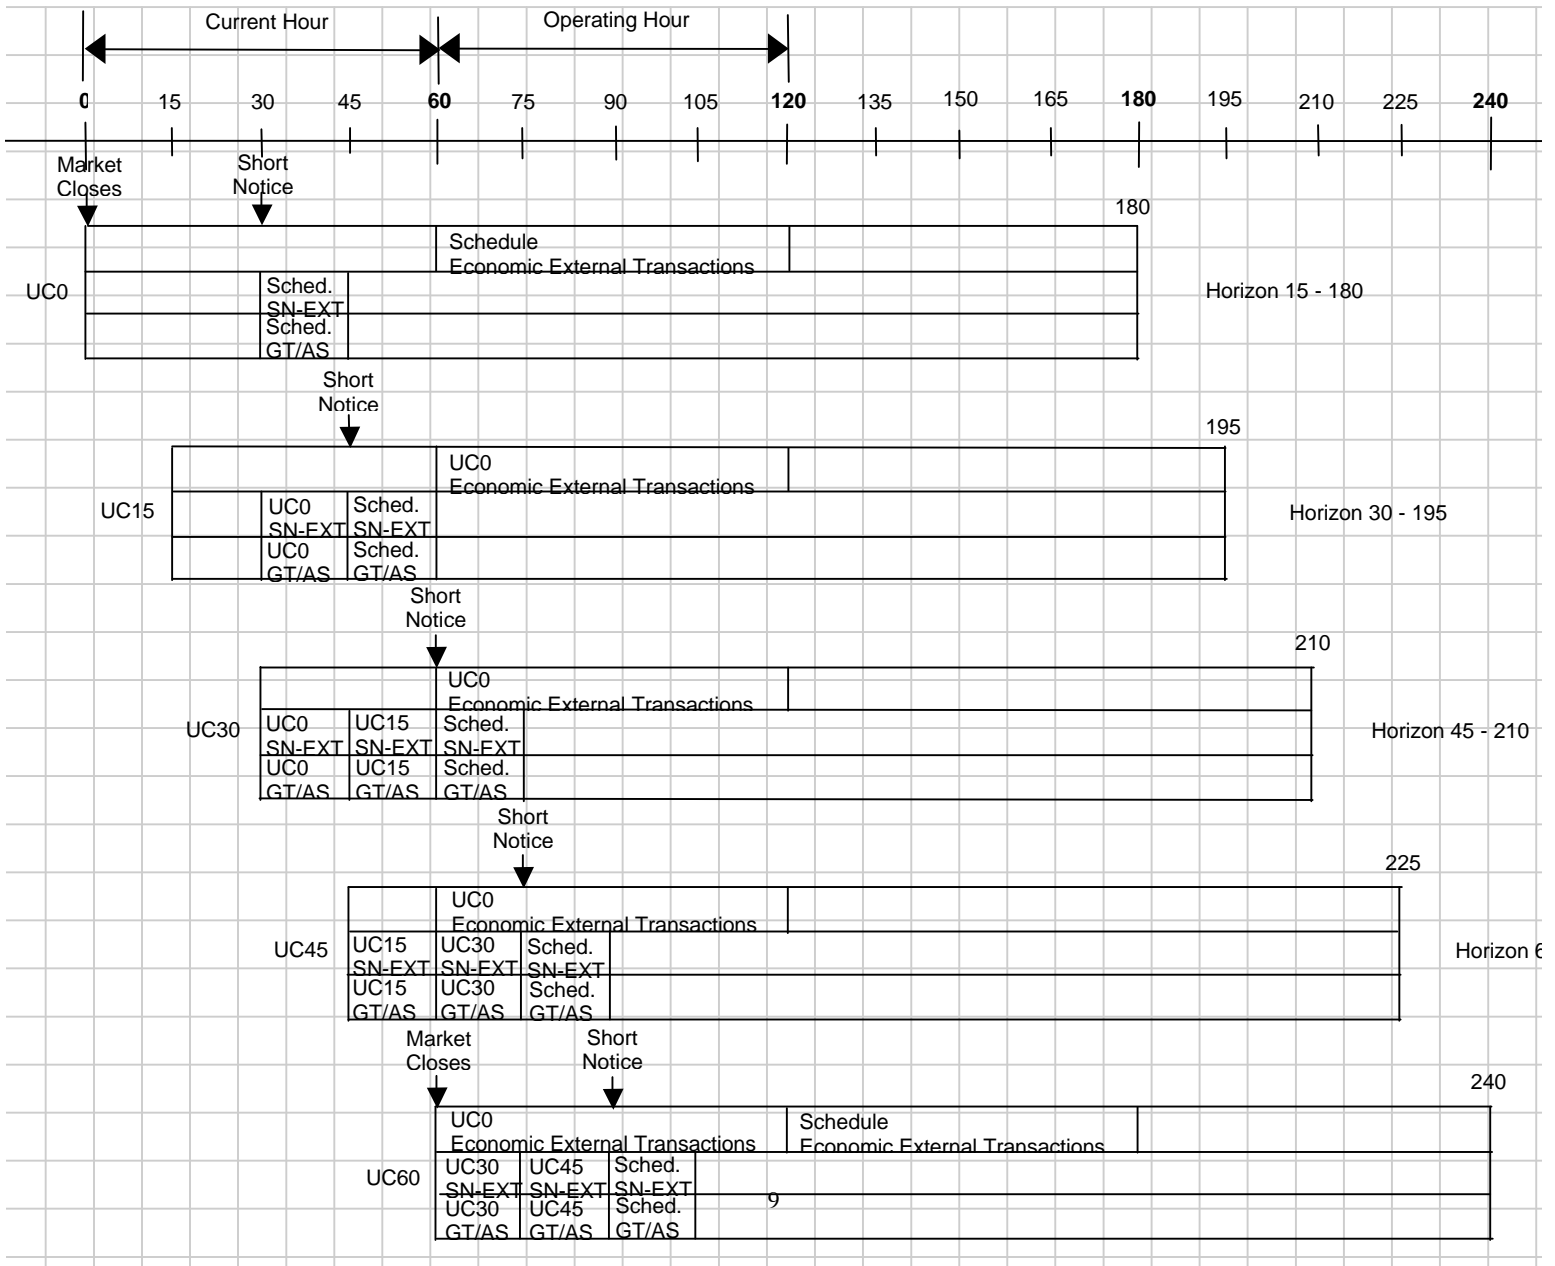 Current Hour
Operating Hour
0 15 30 45 60 75 90 105 120 135 150 165 180 195 210 225 240
Market
Closes
Short
Notice
180
Schedule
Economic External Transactions
UC0
Sched.
SN-EXT
Sched.
GT/AS
Horizon 15 - 180
Short
Notice
195
UC0
Economic External Transactions
UC15
UC0
SN-EXT
Sched.
SN-EXT
UC0
GT/AS
Sched.
GT/AS
Horizon 30 - 195
Short
Notice
210
UC0
Economic External Transactions
UC30
UC0
SN-EXT
UC15
SN-EXT
Sched.
SN-EXT
UC0
GT/AS
UC15
GT/AS
Sched.
GT/AS
Horizon 45 - 210
Short
Notice
225
UC0
Economic External Transactions
UC45
UC15
SN-EXT
UC30
SN-EXT
Sched.
SN-EXT
UC15
GT/AS
UC30
GT/AS
Sched.
GT/AS
Horizon 6
Market
Closes
Short
Notice
240
UC0
Economic External Transactions
Schedule
Economic External Transactions
UC60
UC30
SN-EXT
UC45
SN-EXT
Sched.
SN-EXT
UC30
GT/AS
UC45
GT/AS
Sched.
GT/AS
9